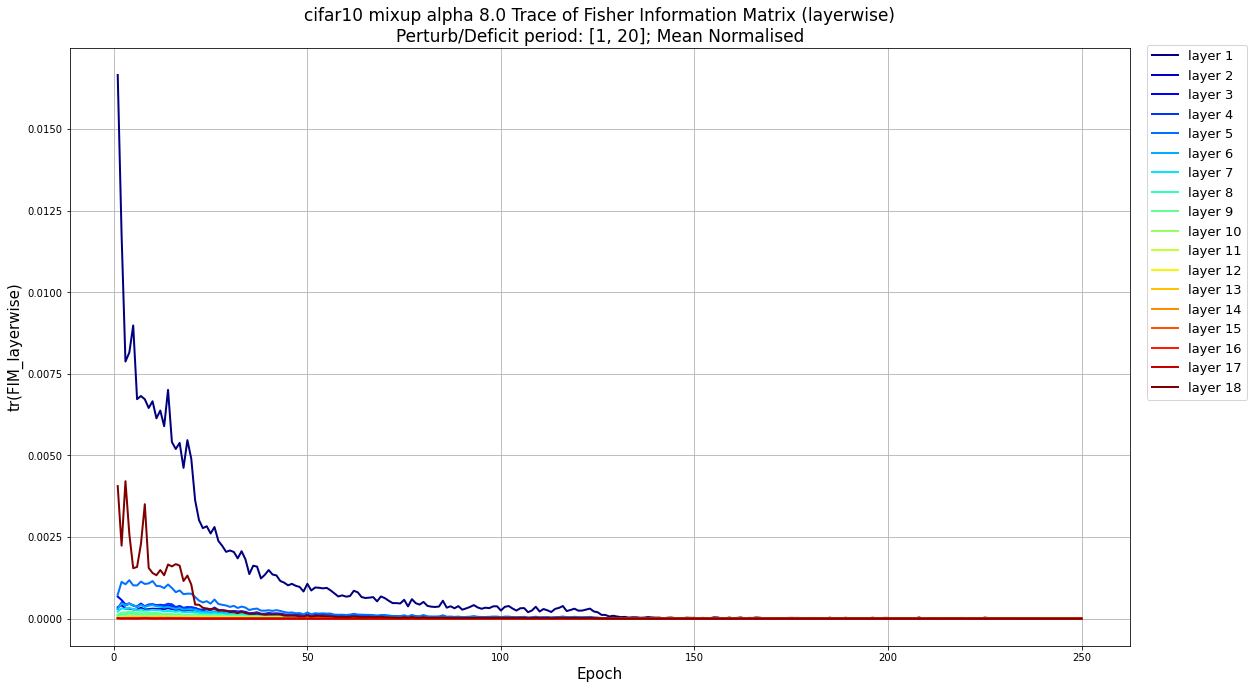 cifar10 mixup alpha 8.0 Trace of Fisher Information Matrix (layerwise)
Perturb/Deficit period: [1, 20]; Mean Normalised
tr(FIM_layerwise)
0.0150
0.0125
0.0100
0.0075
0.0050
0.0025
0.0000
0
50
100
150
200
250
Epoch
layer 1
layer 2
layer 3
layer 4
layer 5
layer 6
layer 7
layer 8
layer 9
layer 10
layer 11
layer 12
layer 13
layer 14
layer 15
layer 16
layer 17
layer 18